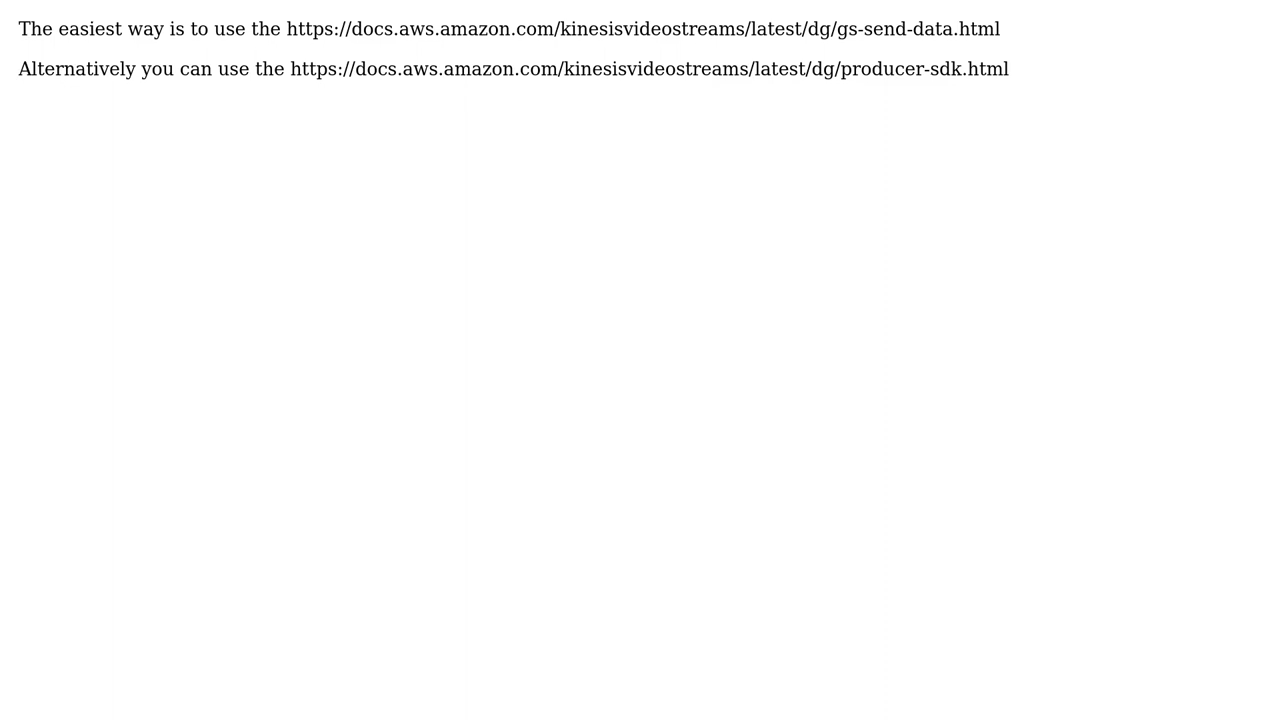 The easiest way is to use the https://docs.aws.amazon.com/kinesisvideostreams/latest/dg/gs-send-data.html
Alternatively you can use the https://docs.aws.amazon.com/kinesisvideostreams/latest/dg/producer-sdk.html